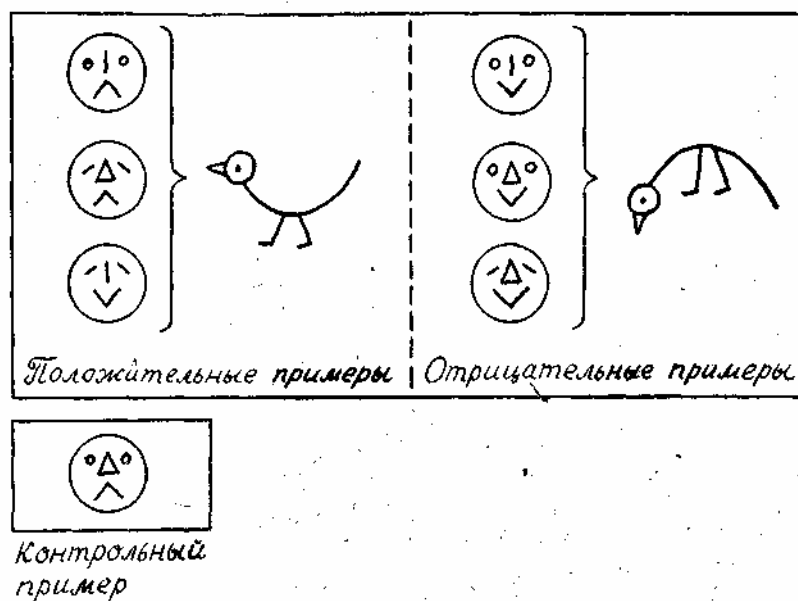 Положительные примеры
Отрицательные примеры
Контрольный
пример